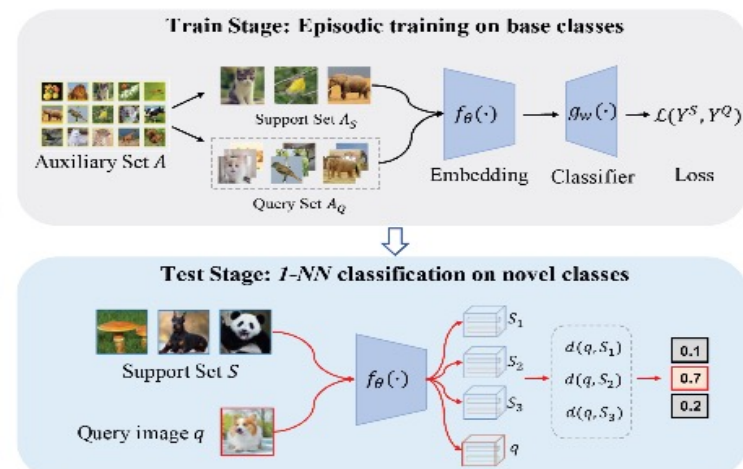 Train Stage: Episodic training on base classes
Auxiliary Set A
Support Set A_S
Query Set A_Q
f_θ(·)
Embedding
g_w(·)
Classifier
ℒ(Y^S, Y^Q)
Loss
Test Stage: 1-NN classification on novel classes
Support Set S
Query image q
f_θ(·)
S_1
S_2
S_3
q
d(q, S_1)
d(q, S_2)
d(q, S_3)
0.1
0.7
0.2